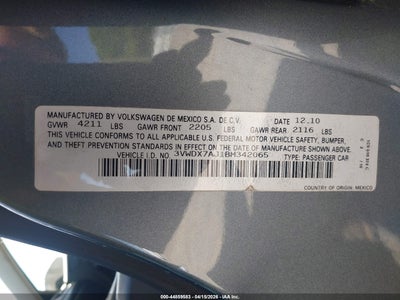 MANUFACTURED BY VOLKSWAGEN DE MEXICO S.A. DE C.V. 12.10
GVWR 4211 LBS GAWR FRONT 2205 LBS GAWR REAR 2116 LBS
THIS VEHICLE CONFORMS TO ALL APPLICABLE
U.S. FEDERAL MOTOR VEHICLE SAFETY, BUMPER,
AND THEFT PREVENTION STANDARDS IN EFFECT ON THE
DATE OF MANUFACTURE SHOWN ABOVE.
VEHICLE I.D. 3VWDX7AJ1BM342065 TYPE: PASSENGER CAR
COUNTRY OF ORIGIN: MEXICO
00-44859583 - 04/15/2026 - © IAA, Inc.